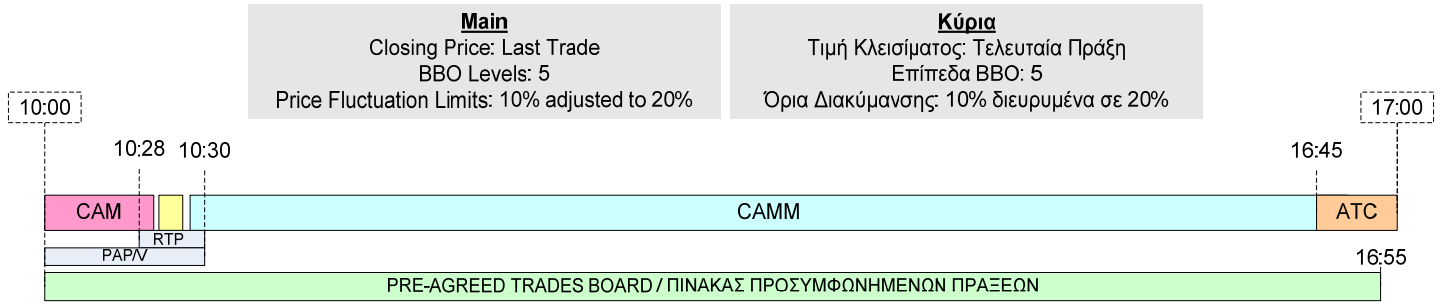 Main
Closing Price: Last Trade
BBO Levels: 5
Price Fluctuation Limits: 10% adjusted to 20%
Κύρια
Τιμή Κλεισίματος: Τελευταία Πράξη
Επίπεδα BBO: 5
Όρια Διακύμανσης: 10% διευρυμένα σε 20%
10:00
17:00
10:28
10:30
16:45
CAM
CAMM
ATC
RTP
PAP/V
16:55
PRE-AGREED TRADES BOARD / ΠΙΝΑΚΑΣ ΠΡΟΣΥΜΦΩΝΗΜΕΝΩΝ ΠΡΑΞΕΩΝ